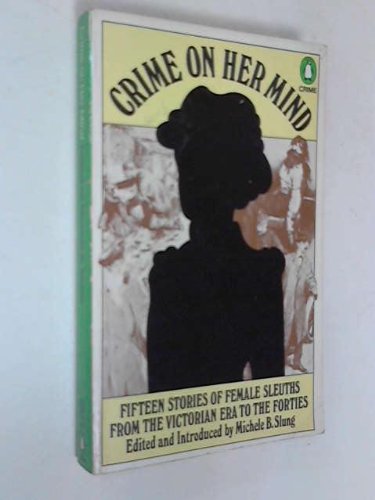 CRIME ON HER MIND
CRIME
FIFTEEN STORIES OF FEMALE SLEUTHS
FROM THE VICTORIAN ERA TO THE FORTIES
Edited and Introduced by Michele B. Slung